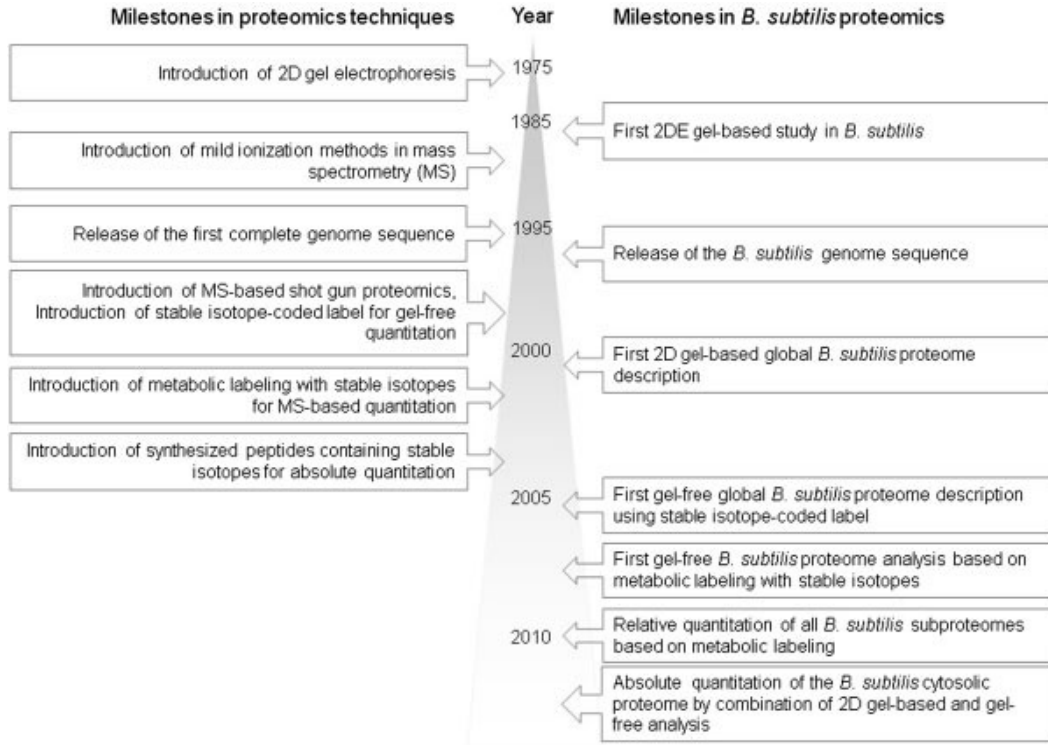 Milestones in proteomics techniques
Year
Milestones in B. subtilis proteomics
Introduction of 2D gel electrophoresis
1975
1985
First 2DE gel-based study in B. subtilis
Introduction of mild ionization methods in mass
spectrometry (MS)
1995
Release of the first complete genome sequence
Release of the B. subtilis genome sequence
Introduction of MS-based shot gun proteomics,
Introduction of stable isotope-coded label for gel-free
quantitation
2000
First 2D gel-based global B. subtilis proteome
description
Introduction of metabolic labeling with stable isotopes
for MS-based quantitation
Introduction of synthesized peptides containing stable
isotopes for absolute quantitation
2005
First gel-free global B. subtilis proteome description
using stable isotope-coded label
First gel-free B. subtilis proteome analysis based on
metabolic labeling with stable isotopes
2010
Relative quantitation of all B. subtilis subproteomes
based on metabolic labeling
Absolute quantitation of the B. subtilis cytosolic
proteome by combination of 2D gel-based and gel-
free analysis